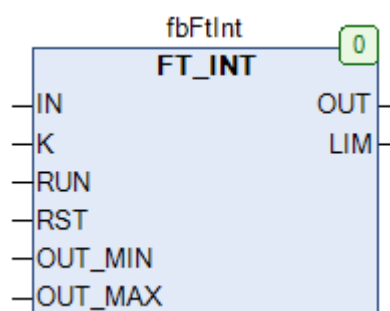 fbFtInt
0
FT_INT
IN OUT
K LIM
RUN
RST
OUT_MIN
OUT_MAX